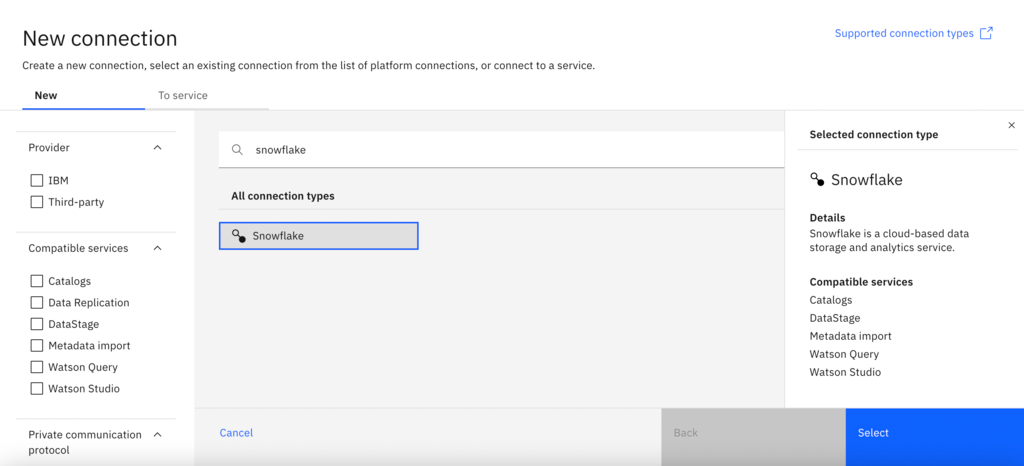 New connection
Supported connection types
Create a new connection, select an existing connection from the list of platform connections, or connect to a service.
New
To service
Provider
IBM
Third-party
Compatible services
Catalogs
Data Replication
DataStage
Metadata import
Watson Query
Watson Studio
Private communication
protocol
snowflake
All connection types
Snowflake
Selected connection type
Snowflake
Details
Snowflake is a cloud-based data
storage and analytics service.
Compatible services
Catalogs
DataStage
Metadata import
Watson Query
Watson Studio
Cancel
Back
Select